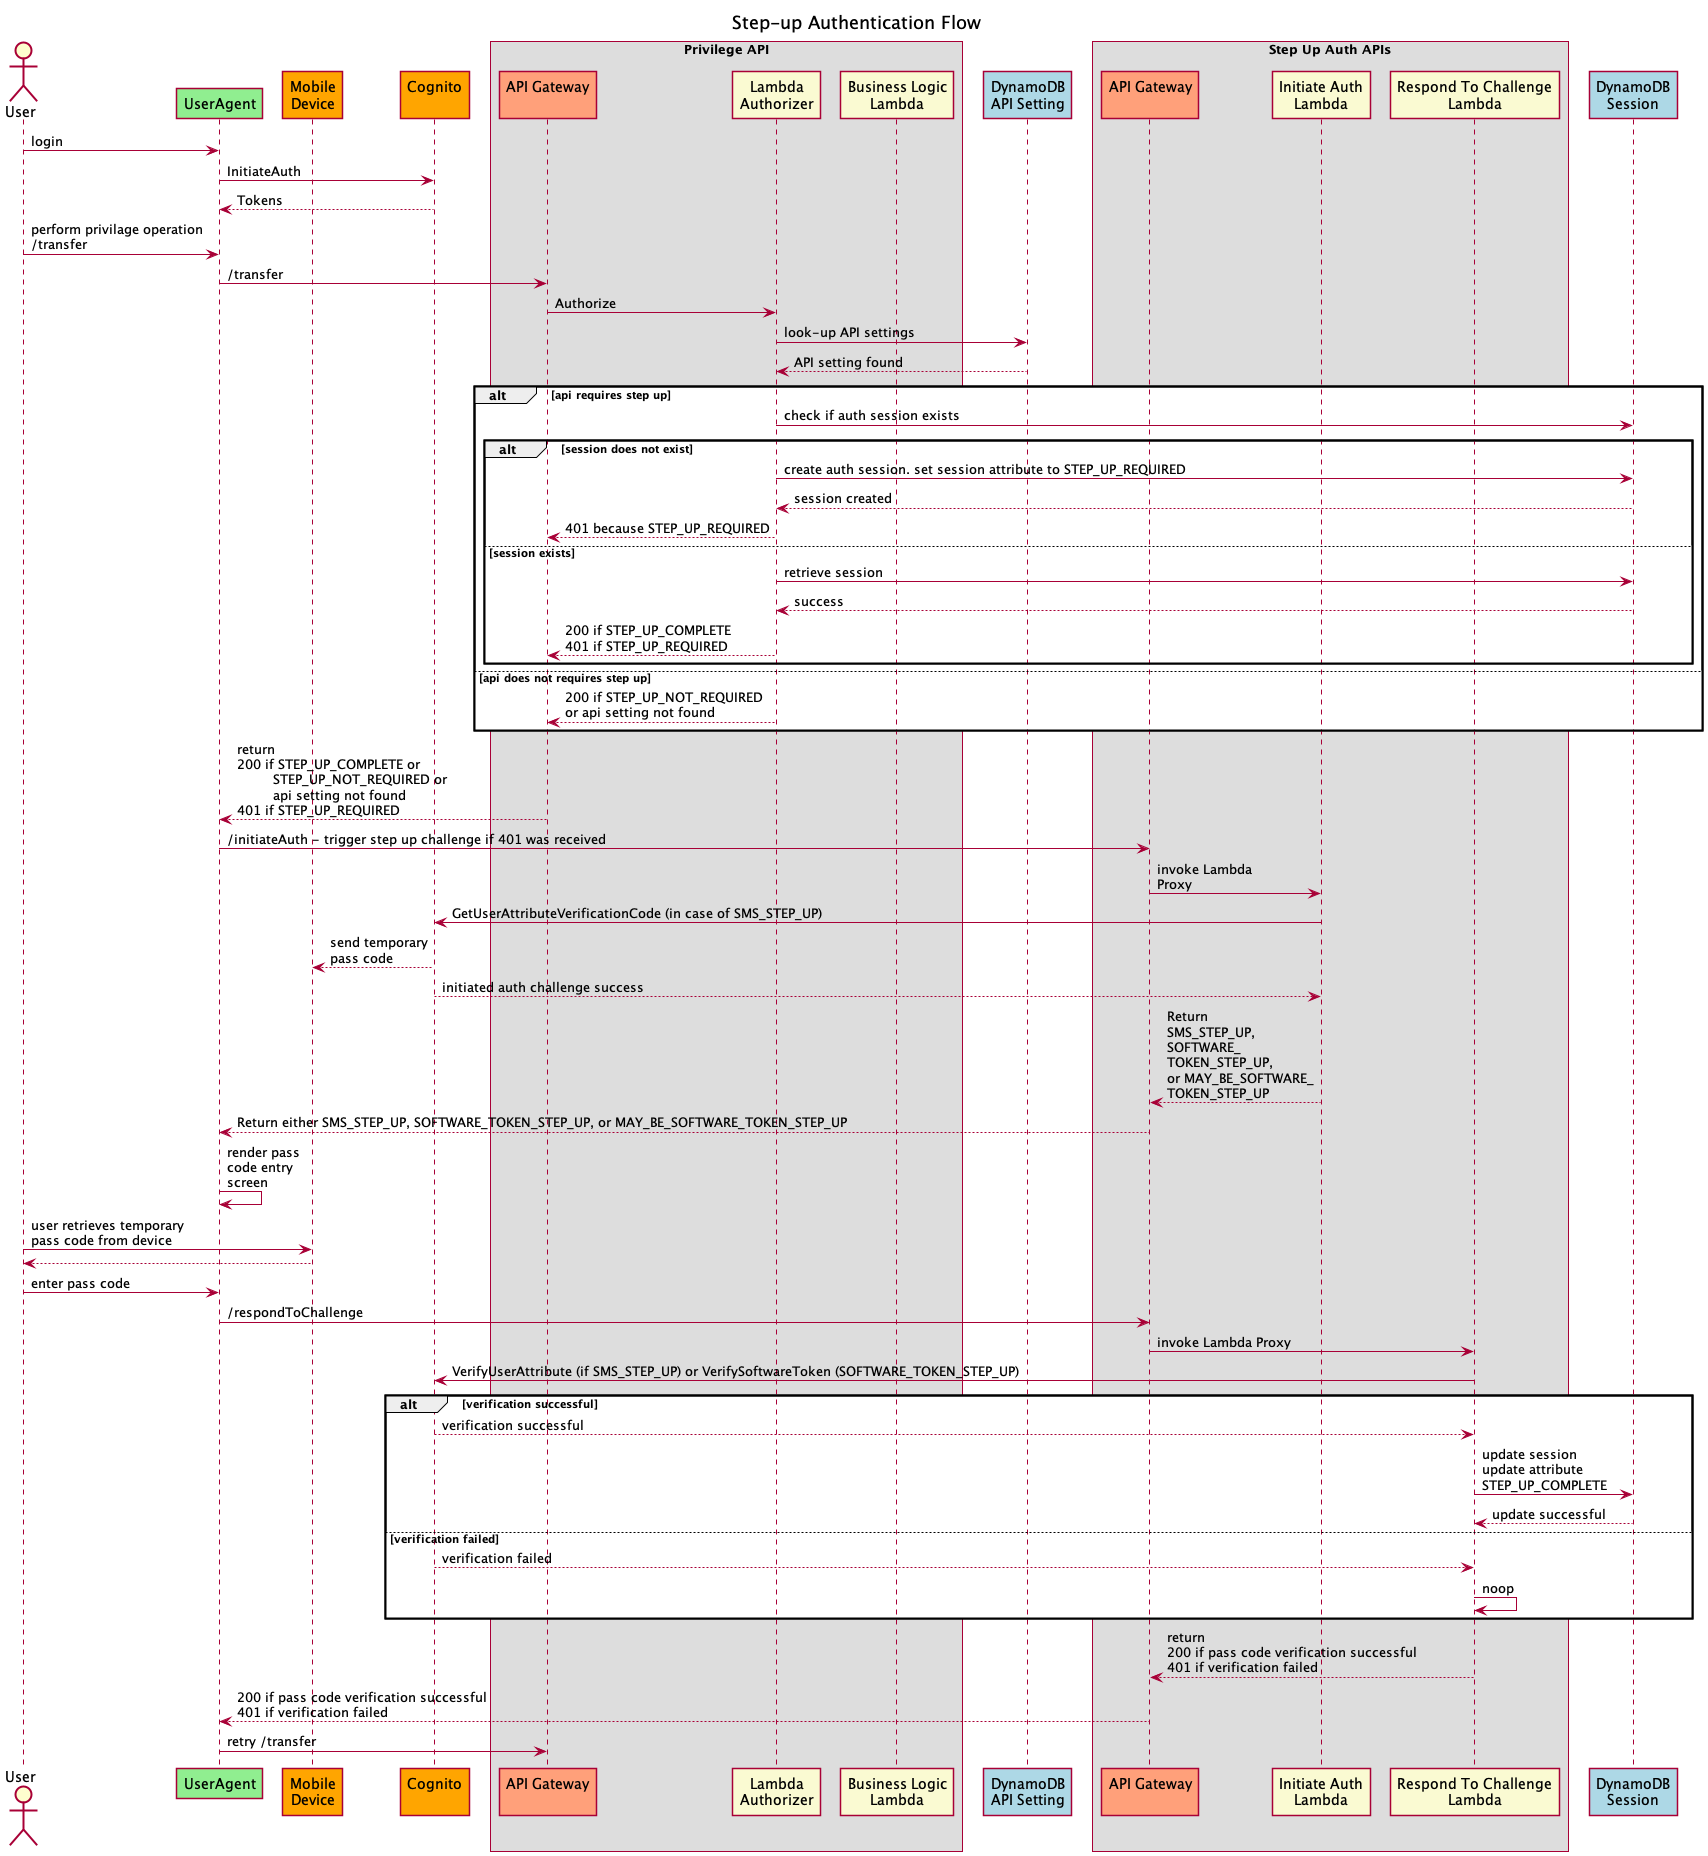 Step-up Authentication Flow
Privilege API
Step Up Auth APIs
User
UserAgent
Mobile
Device
Cognito
API Gateway
Lambda
Authorizer
Business Logic
Lambda
DynamoDB
API Setting
API Gateway
Initiate Auth
Lambda
Respond To Challenge
Lambda
DynamoDB
Session
login
InitiateAuth
Tokens
perform privilage operation
/transfer
/transfer
Authorize
look-up API settings
API setting found
alt [api requires step up]
check if auth session exists
alt [session does not exist]
create auth session. set session attribute to STEP_UP_REQUIRED
session created
401 because STEP_UP_REQUIRED
[session exists]
retrieve session
success
200 if STEP_UP_COMPLETE
401 if STEP_UP_REQUIRED
[api does not requires step up]
200 if STEP_UP_NOT_REQUIRED
or api setting not found
return
200 if STEP_UP_COMPLETE or
STEP_UP_NOT_REQUIRED or
api setting not found
401 if STEP_UP_REQUIRED
/initiateAuth - trigger step up challenge if 401 was received
invoke Lambda
Proxy
GetUserAttributeVerificationCode (in case of SMS_STEP_UP)
send temporary
pass code
initiated auth challenge success
Return
SMS_STEP_UP,
SOFTWARE_
TOKEN_STEP_UP,
or MAY_BE_SOFTWARE_
TOKEN_STEP_UP
Return either SMS_STEP_UP, SOFTWARE_TOKEN_STEP_UP, or MAY_BE_SOFTWARE_TOKEN_STEP_UP
render pass
code entry
screen
user retrieves temporary
pass code from device
enter pass code
/respondToChallenge
invoke Lambda Proxy
VerifyUserAttribute (if SMS_STEP_UP) or VerifySoftwareToken (SOFTWARE_TOKEN_STEP_UP)
alt [verification successful]
verification successful
update session
update attribute
STEP_UP_COMPLETE
update successful
[verification failed]
verification failed
noop
return
200 if pass code verification successful
401 if verification failed
200 if pass code verification successful
401 if verification failed
retry /transfer
User
UserAgent
Mobile
Device
Cognito
API Gateway
Lambda
Authorizer
Business Logic
Lambda
DynamoDB
API Setting
API Gateway
Initiate Auth
Lambda
Respond To Challenge
Lambda
DynamoDB
Session